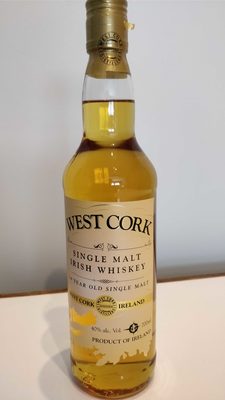 WEST CORK
SINGLE MALT
IRISH WHISKEY
YEAR OLD SINGLE MALT
WEST CORK IRELAND
40% alc. Vol. 700ml
PRODUCT OF IRELAND